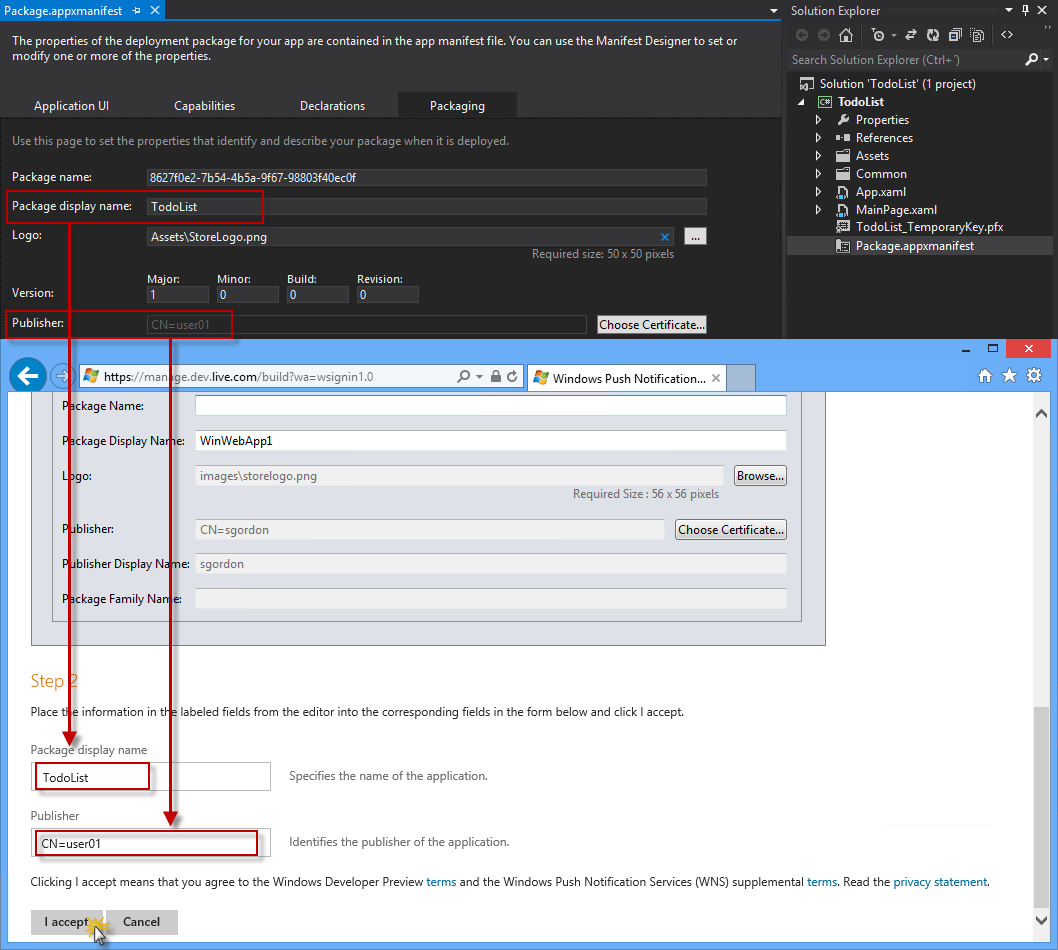 Package.appxmanifest
Solution Explorer
The properties of the deployment package for your app are contained in the app manifest file. You can use the Manifest Designer to set or
modify one or more of the properties.
Search Solution Explorer (Ctrl+´)
Solution 'TodoList' (1 project)
C# TodoList
Properties
References
Assets
Common
App.xaml
MainPage.xaml
TodoList_TemporaryKey.pfx
Package.appxmanifest
Application UI
Capabilities
Declarations
Packaging
Use this page to set the properties that identify and describe your package when it is deployed.
Package name: 8627f0e2-7b54-4b5a-9f67-98803f40ec0f
Package display name: TodoList
Logo: Assets\StoreLogo.png ...
Required size: 50 x 50 pixels
Major: Minor: Build: Revision:
Version: 1 0 0 0
Publisher: CN=user01 Choose Certificate...
https://manage.dev.live.com/build?wa=wsignin1.0
Windows Push Notification...
Package Name:
Package Display Name: WinWebApp1
Logo: images\storelogo.png Browse...
Required Size : 56 x 56 pixels
Publisher: CN=sgordon Choose Certificate...
Publisher Display Name: sgordon
Package Family Name:
Step 2
Place the information in the labeled fields from the editor into the corresponding fields in the form below and click I accept.
Package display name
TodoList Specifies the name of the application.
Publisher
CN=user01 Identifies the publisher of the application.
Clicking I accept means that you agree to the Windows Developer Preview terms and the Windows Push Notification Services (WNS) supplemental terms. Read the privacy statement.
I accept Cancel